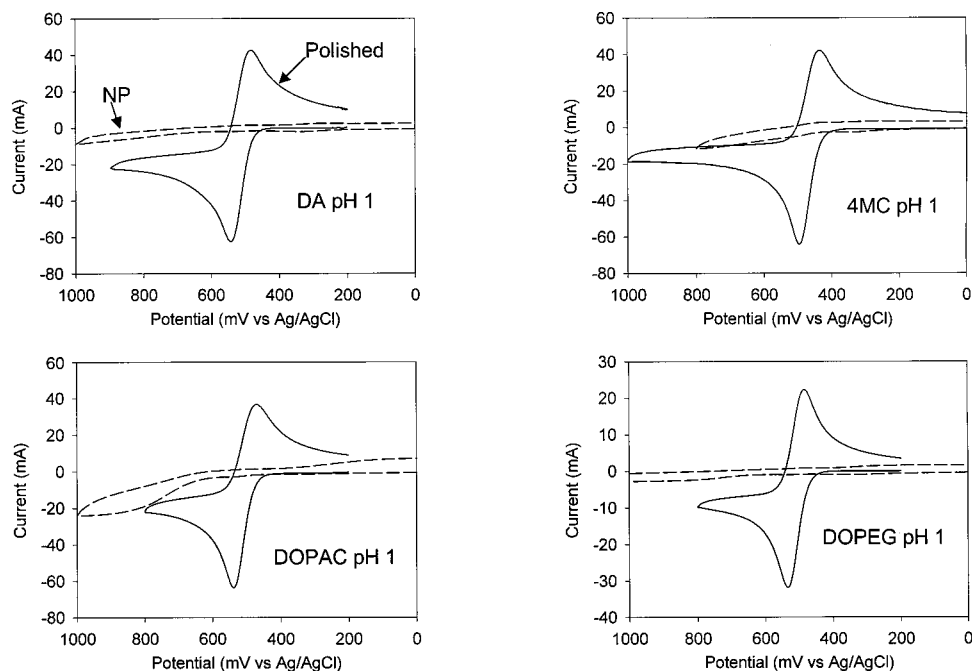 60
40
20
0
-20
-40
-60
-80
Current (mA)
NP
Polished
DA pH 1
1000 800 600 400 200 0
Potential (mV vs Ag/AgCl)
60
40
20
0
-20
-40
-60
-80
Current (mA)
4MC pH 1
1000 800 600 400 200 0
Potential (mV vs Ag/AgCl)
60
40
20
0
-20
-40
-60
-80
Current (mA)
DOPAC pH 1
1000 800 600 400 200 0
Potential (mV vs Ag/AgCl)
30
20
10
0
-10
-20
-30
-40
Current (mA)
DOPEG pH 1
1000 800 600 400 200 0
Potential (mV vs Ag/AgCl)